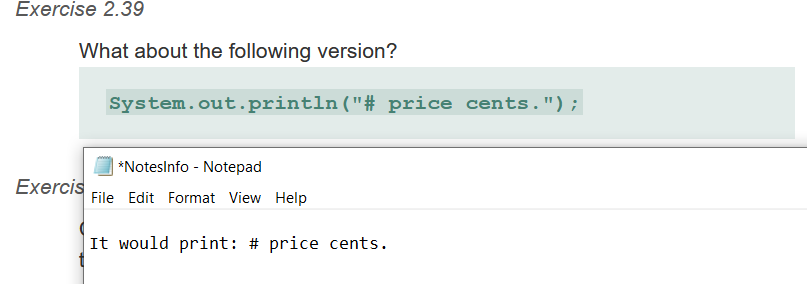 Exercise 2.39
What about the following version?
System.out.println("# price cents.");
*NotesInfo - Notepad
Exercis
File Edit Format View Help
It would print: # price cents.